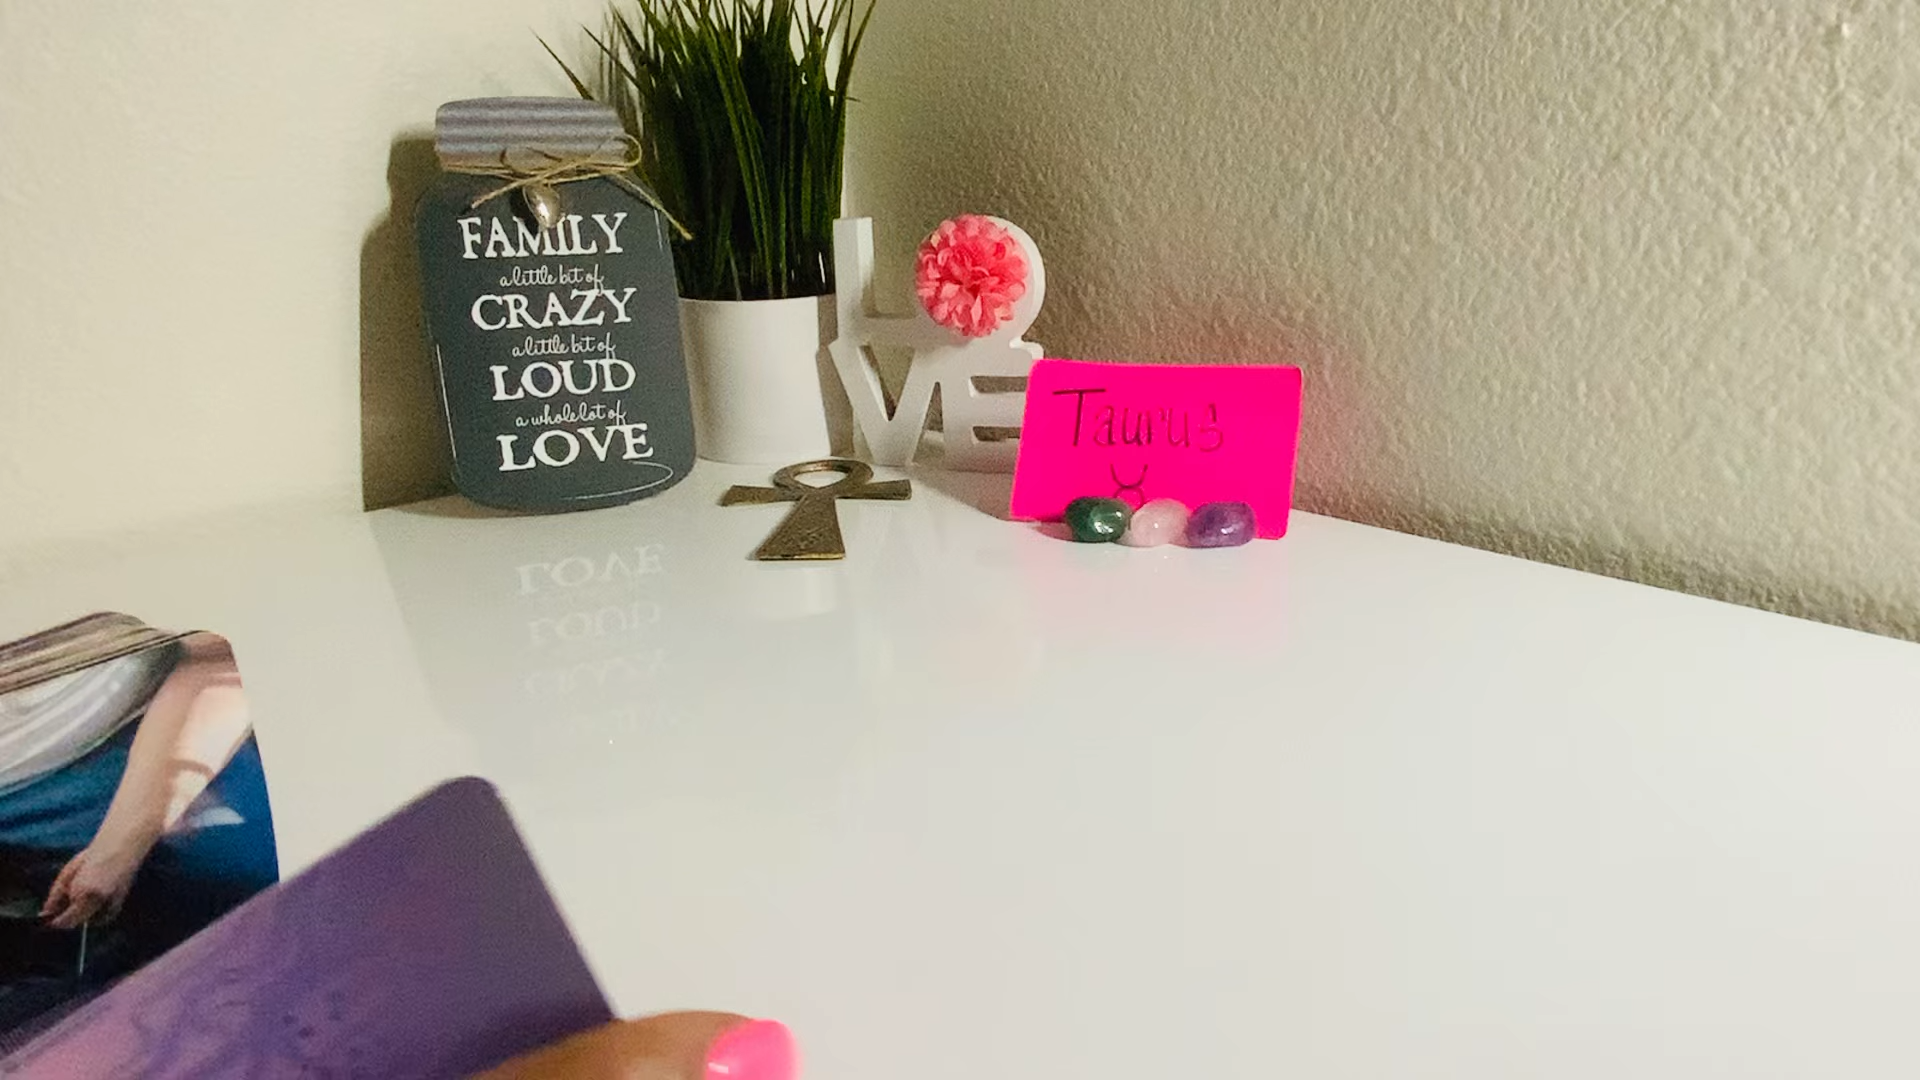 FAMILY
a little bit of
CRAZY
a little bit of
LOUD
a whole lot of
LOVE
LOVE
Taurus
♉